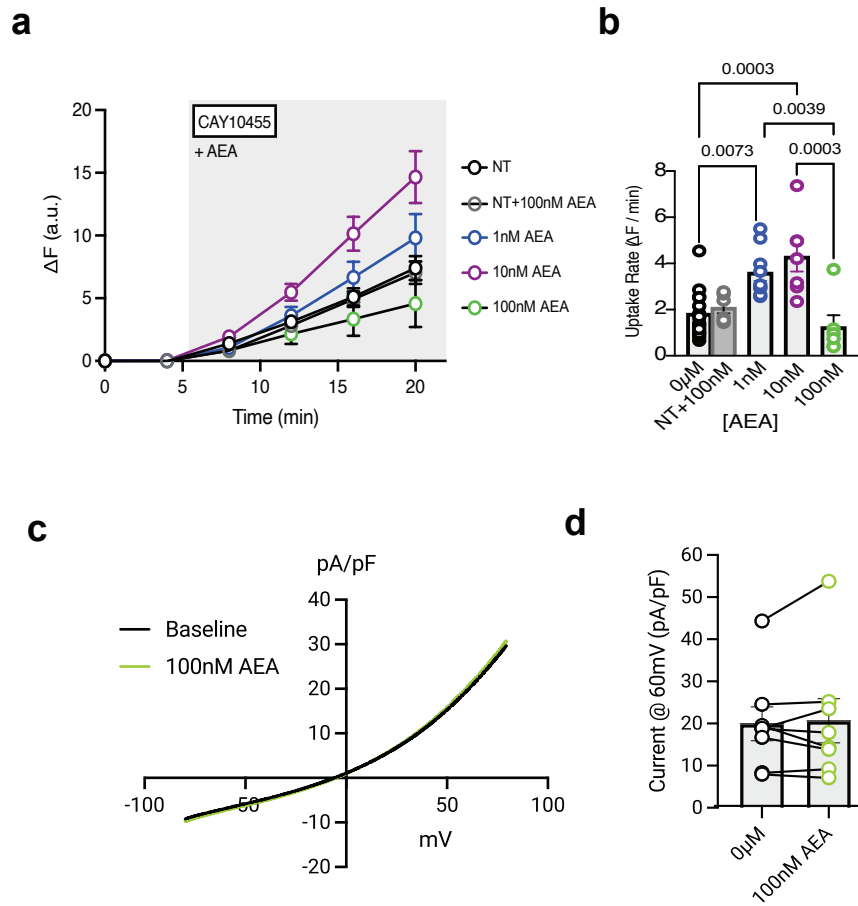 a
20
15
10
5
0
ΔF (a.u.)
CAY10455
+ AEA
0
5
10
15
20
Time (min)
NT
NT+100nM AEA
1nM AEA
10nM AEA
100nM AEA
b
0.0003
0.0039
0.0073
0.0003
8
6
4
2
0
Uptake Rate (ΔF / min)
0µM
NT+100nM
1nM
10nM
100nM
[AEA]
c
pA/pF
40
30
20
10
-10
-20
-100
-50
50
100
mV
Baseline
100nM AEA
d
60
50
40
30
20
10
0
Current @ 60mV (pA/pF)
0µM
100nM AEA